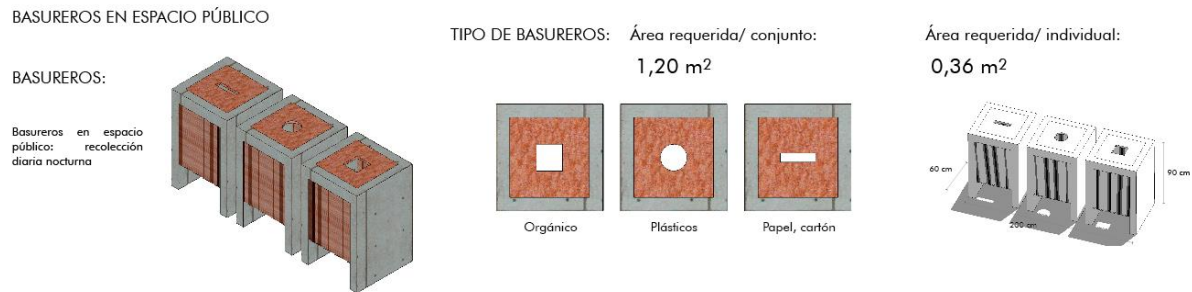 BASUREROS EN ESPACIO PÚBLICO
BASUREROS:
Basureros en espacio
público: recolección
diaria nocturna
TIPO DE BASUREROS:
Área requerida/ conjunto:
1,20 m2
Orgánico
Plásticos
Papel, cartón
Área requerida/ individual:
0,36 m2
60 cm
90 cm
200 cm